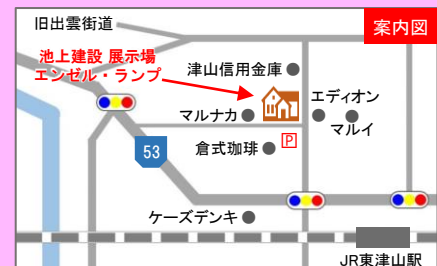 旧出雲街道
案内図
池上建設 展示場
エンゼル・ランプ
津山信用金庫
エディオン
マルナカ
マルイ
53
倉式珈琲
P
ケーズデンキ
JR東津山駅